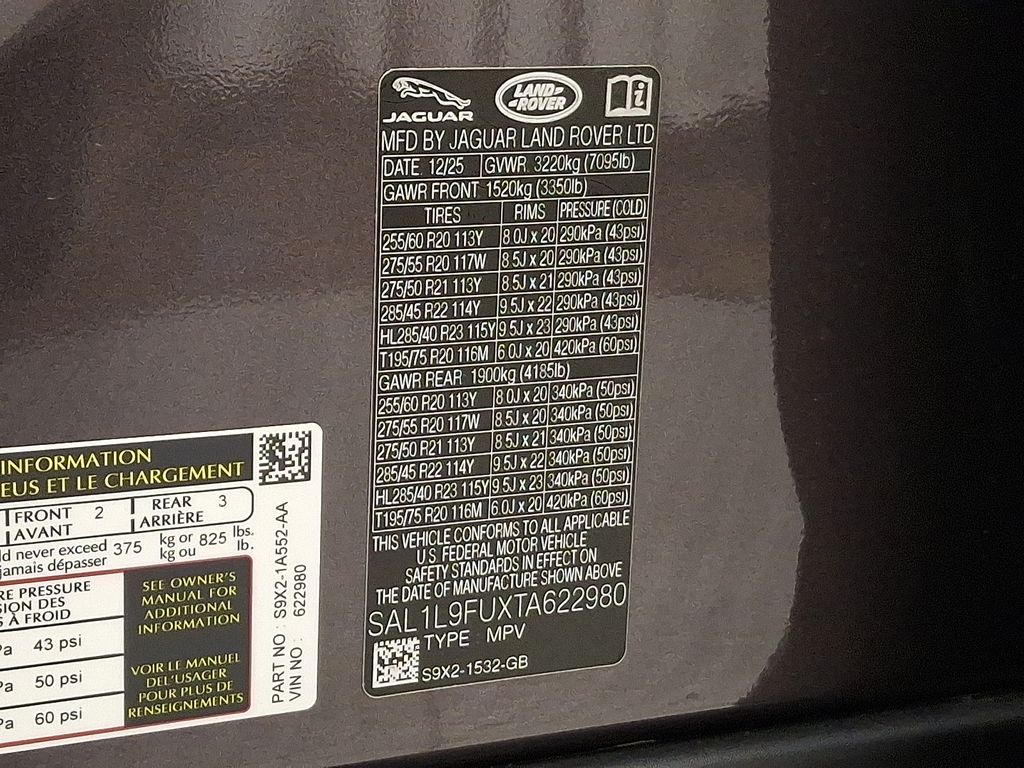 JAGUAR
LAND
ROVER
i
MFD BY JAGUAR LAND ROVER LTD
DATE 12/25 GVWR 3220kg (7095lb)
GAWR FRONT 1520kg (3350lb)
TIRES RIMS PRESSURE (COLD)
255/60 R20 113Y 8.0J x 20 290kPa (43psi)
275/55 R20 117W 8.5J x 20 290kPa (43psi)
275/50 R21 113Y 8.5J x 21 290kPa (43psi)
285/45 R22 114Y 9.5J x 22 290kPa (43psi)
HL285/40 R23 115Y 9.5J x 23 290kPa (43psi)
T195/75 R20 116M 6.0J x 20 420kPa (60psi)
GAWR REAR 1900kg (4185lb)
255/60 R20 113Y 8.0J x 20 340kPa (50psi)
275/55 R20 117W 8.5J x 20 340kPa (50psi)
275/50 R21 113Y 8.5J x 21 340kPa (50psi)
285/45 R22 114Y 9.5J x 22 340kPa (50psi)
HL285/40 R23 115Y 9.5J x 23 340kPa (50psi)
T195/75 R20 116M 6.0J x 20 420kPa (60psi)
THIS VEHICLE CONFORMS TO ALL APPLICABLE
U.S. FEDERAL MOTOR VEHICLE
SAFETY STANDARDS IN EFFECT ON
THE DATE OF MANUFACTURE SHOWN ABOVE
SAL1L9FUXTA622980
TYPE MPV
S9X2-1532-GB
INFORMATION
EUS ET LE CHARGEMENT
FRONT 2 REAR 3
AVANT ARRIÈRE
ld never exceed 375 kg or 825 lbs.
jamais dépasser kg ou lb.
RE PRESSURE
SION DES
S À FROID
Pa 43 psi
Pa 50 psi
Pa 60 psi
SEE OWNER'S
MANUAL FOR
ADDITIONAL
INFORMATION
VOIR LE MANUEL
DEL'USAGER
POUR PLUS DE
RENSEIGNEMENTS
PART NO : S9X2-1A552-AA
VIN NO : 622980